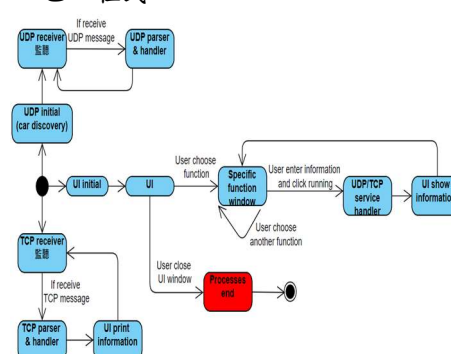 UDP receiver
監聽
If receive
UDP message
UDP parser
& handler
UDP initial
(car discovery)
UI initial
UI
User choose
function
Specific
function
window
User enter information
and click running
UDP/TCP
service
handler
UI show
information
User choose
another function
User close
UI window
Processes
end
TCP receiver
監聽
If receive
TCP message
TCP parser
& handler
UI print
information